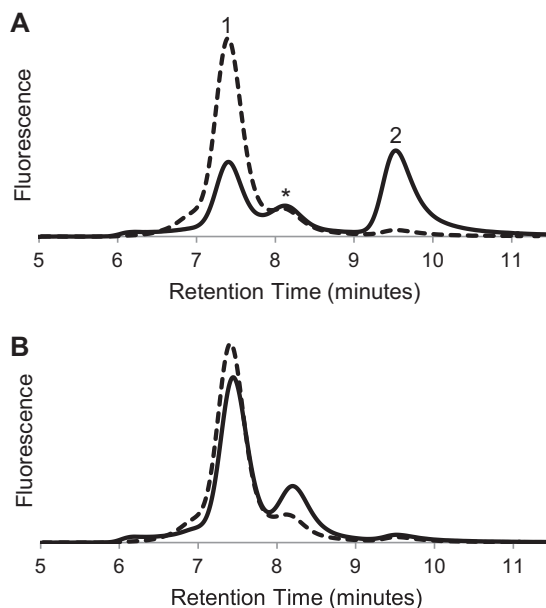 A
1
2
*
Fluorescence
5 6 7 8 9 10 11
Retention Time (minutes)
B
Fluorescence
5 6 7 8 9 10 11
Retention Time (minutes)